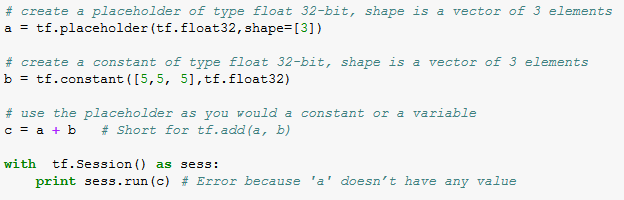 # create a placeholder of type float 32-bit, shape is a vector of 3 elements
a = tf.placeholder(tf.float32,shape=[3])
# create a constant of type float 32-bit, shape is a vector of 3 elements
b = tf.constant([5,5, 5],tf.float32)
# use the placeholder as you would a constant or a variable
c = a + b   # Short for tf.add(a, b)
with  tf.Session() as sess:
    print sess.run(c) # Error because 'a' doesn’t have any value